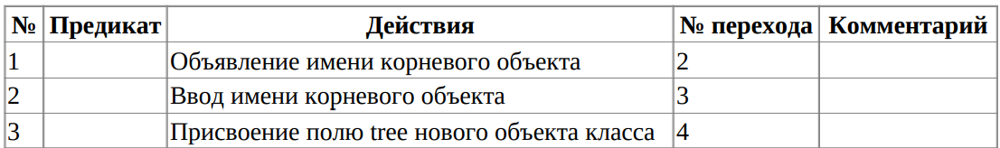 № Предикат Действия № перехода Комментарий
1 Объявление имени корневого объекта 2
2 Ввод имени корневого объекта 3
3 Присвоение полю tree нового объекта класса 4